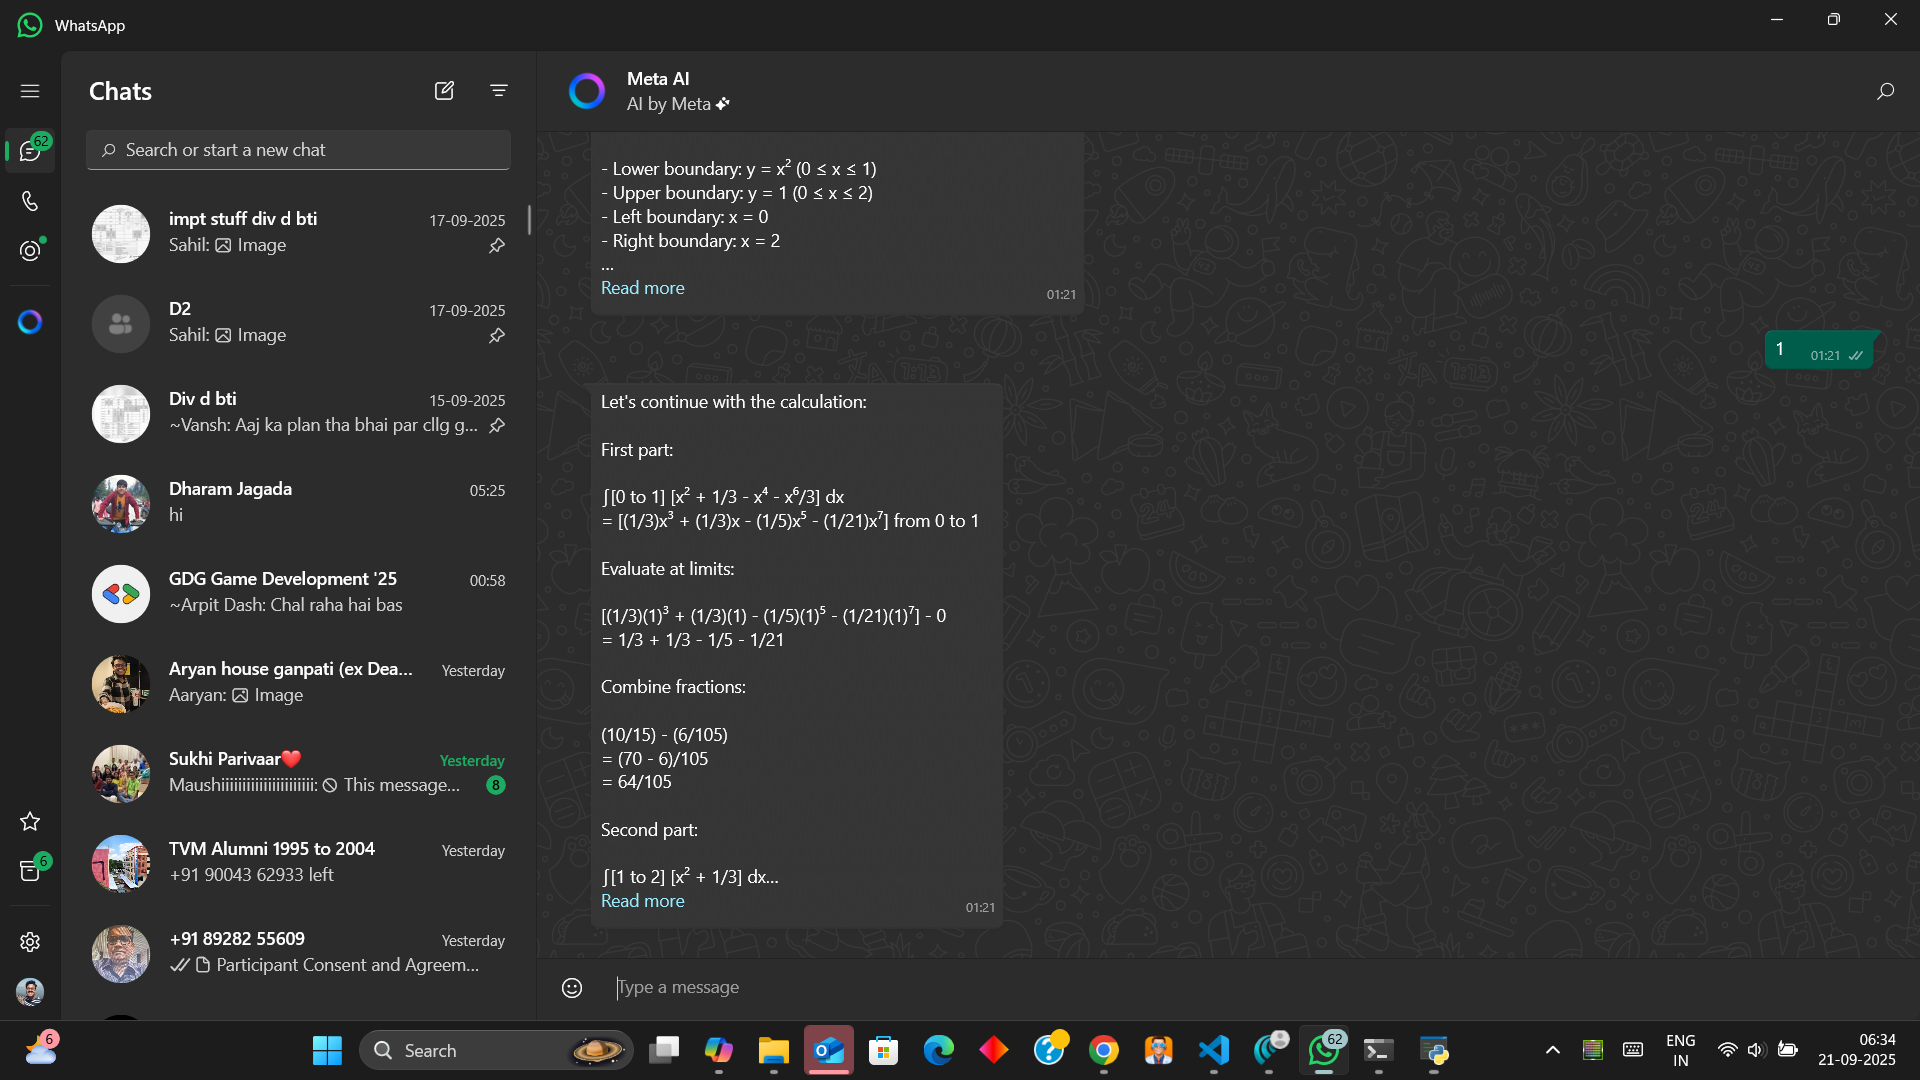 WhatsApp
Chats
62
Search or start a new chat
impt stuff div d bti
17-09-2025
Sahil: Image
D2
17-09-2025
Sahil: Image
Div d bti
15-09-2025
~Vansh: Aaj ka plan tha bhai par cllg g...
Dharam Jagada
05:25
hi
GDG Game Development '25
00:58
~Arpit Dash: Chal raha hai bas
Aryan house ganpati (ex Dea...
Yesterday
Aaryan: Image
Sukhi Parivaar❤️
Yesterday
Maushiiiiiiiiiiiiiiiiiiiiii: This message...
8
TVM Alumni 1995 to 2004
Yesterday
+91 90043 62933 left
6
+91 89282 55609
Yesterday
Participant Consent and Agreem...
Meta AI
AI by Meta
- Lower boundary: y = x² (0 ≤ x ≤ 1)
- Upper boundary: y = 1 (0 ≤ x ≤ 2)
- Left boundary: x = 0
- Right boundary: x = 2
...
Read more
01:21
1
01:21
Let's continue with the calculation:
First part:
∫[0 to 1] [x² + 1/3 - x⁴ - x⁶/3] dx
= [(1/3)x³ + (1/3)x - (1/5)x⁵ - (1/21)x⁷] from 0 to 1
Evaluate at limits:
[(1/3)(1)³ + (1/3)(1) - (1/5)(1)⁵ - (1/21)(1)⁷] - 0
= 1/3 + 1/3 - 1/5 - 1/21
Combine fractions:
(10/15) - (6/105)
= (70 - 6)/105
= 64/105
Second part:
∫[1 to 2] [x² + 1/3] dx...
Read more
01:21
Type a message
6
Search
62
ENG
IN
06:34
21-09-2025